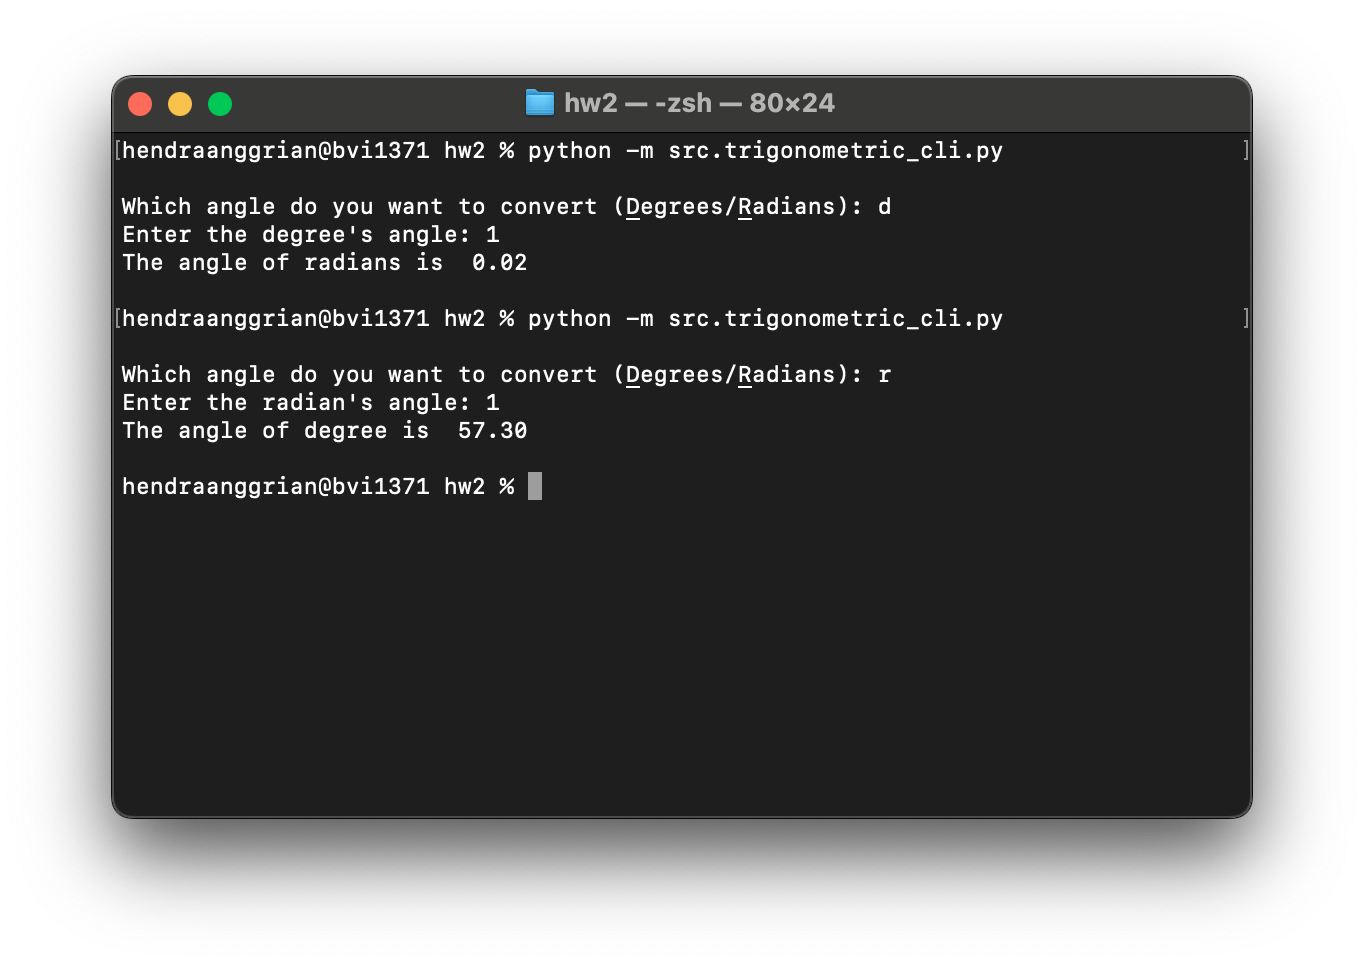 hw2 — -zsh — 80×24
[hendraanggrian@bvi1371 hw2 % python -m src.trigonometric_cli.py ]
Which angle do you want to convert (Degrees/Radians): d
Enter the degree's angle: 1
The angle of radians is  0.02
[hendraanggrian@bvi1371 hw2 % python -m src.trigonometric_cli.py ]
Which angle do you want to convert (Degrees/Radians): r
Enter the radian's angle: 1
The angle of degree is  57.30
hendraanggrian@bvi1371 hw2 %